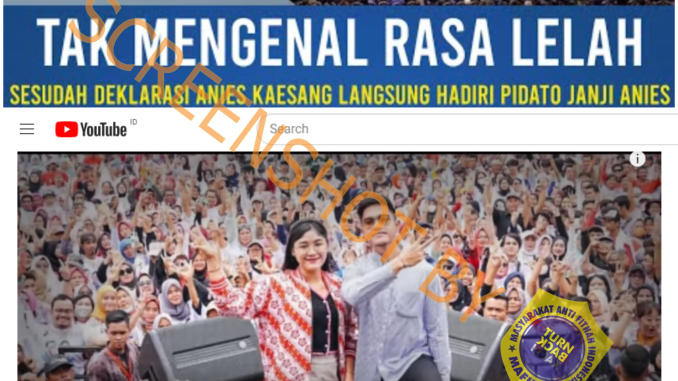 TAK MENGENAL RASA LELAH
SESUDAH DEKLARASI ANIES,KAESANG LANGSUNG HADIRI PIDATO JANJI ANIES
YouTube ID
Search
SCREENSHOT BY
MASYARAKAT ANTI FITNAH INDONESIA
TURN
BACK